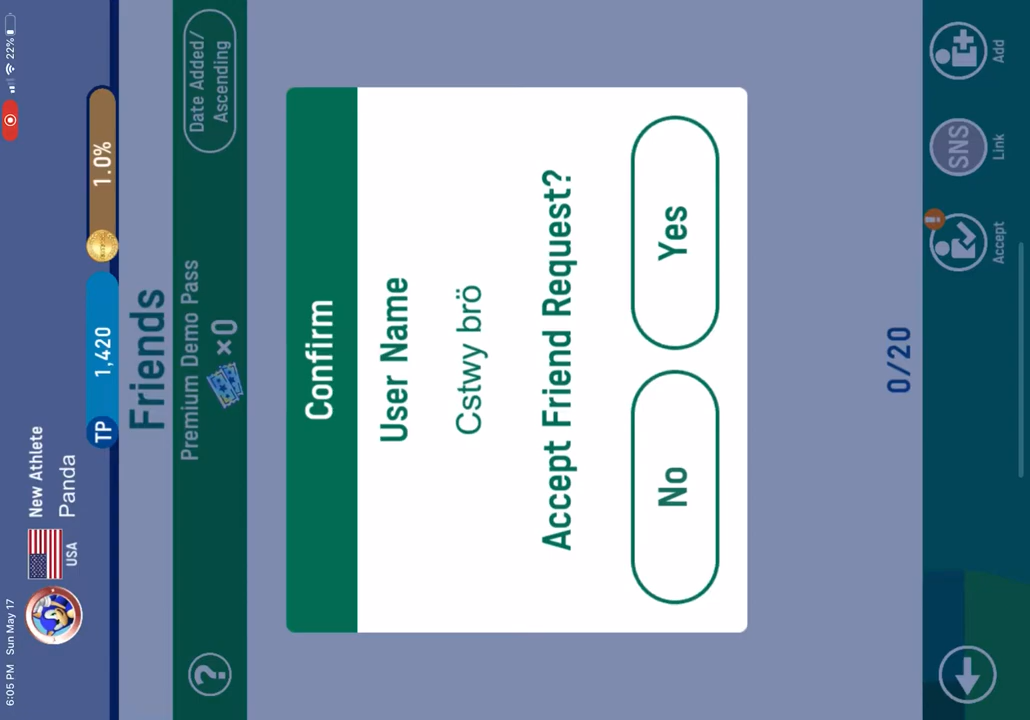 6:05 PM Sun May 17
22%
New Athlete
USA
Panda
TP
1,420
1.0%
Friends
?
Premium Demo Pass
×0
Date Added/
Ascending
Confirm
User Name
Cstwy brö
Accept Friend Request?
No
Yes
0/20
!
Accept
SNS
Link
Add